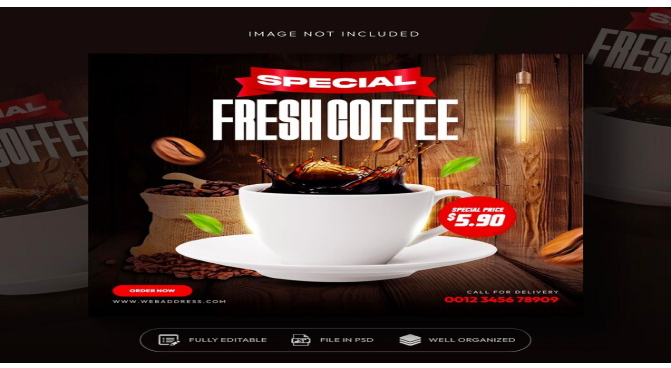 IMAGE NOT INCLUDED
SPECIAL
FRESH COFFEE
SPECIAL PRICE
$5.90
ORDER NOW
WWW.WEBADDRESS.COM
CALL FOR DELIVERY
0012 3456 78909
FULLY EDITABLE
FILE IN PSD
WELL ORGANIZED